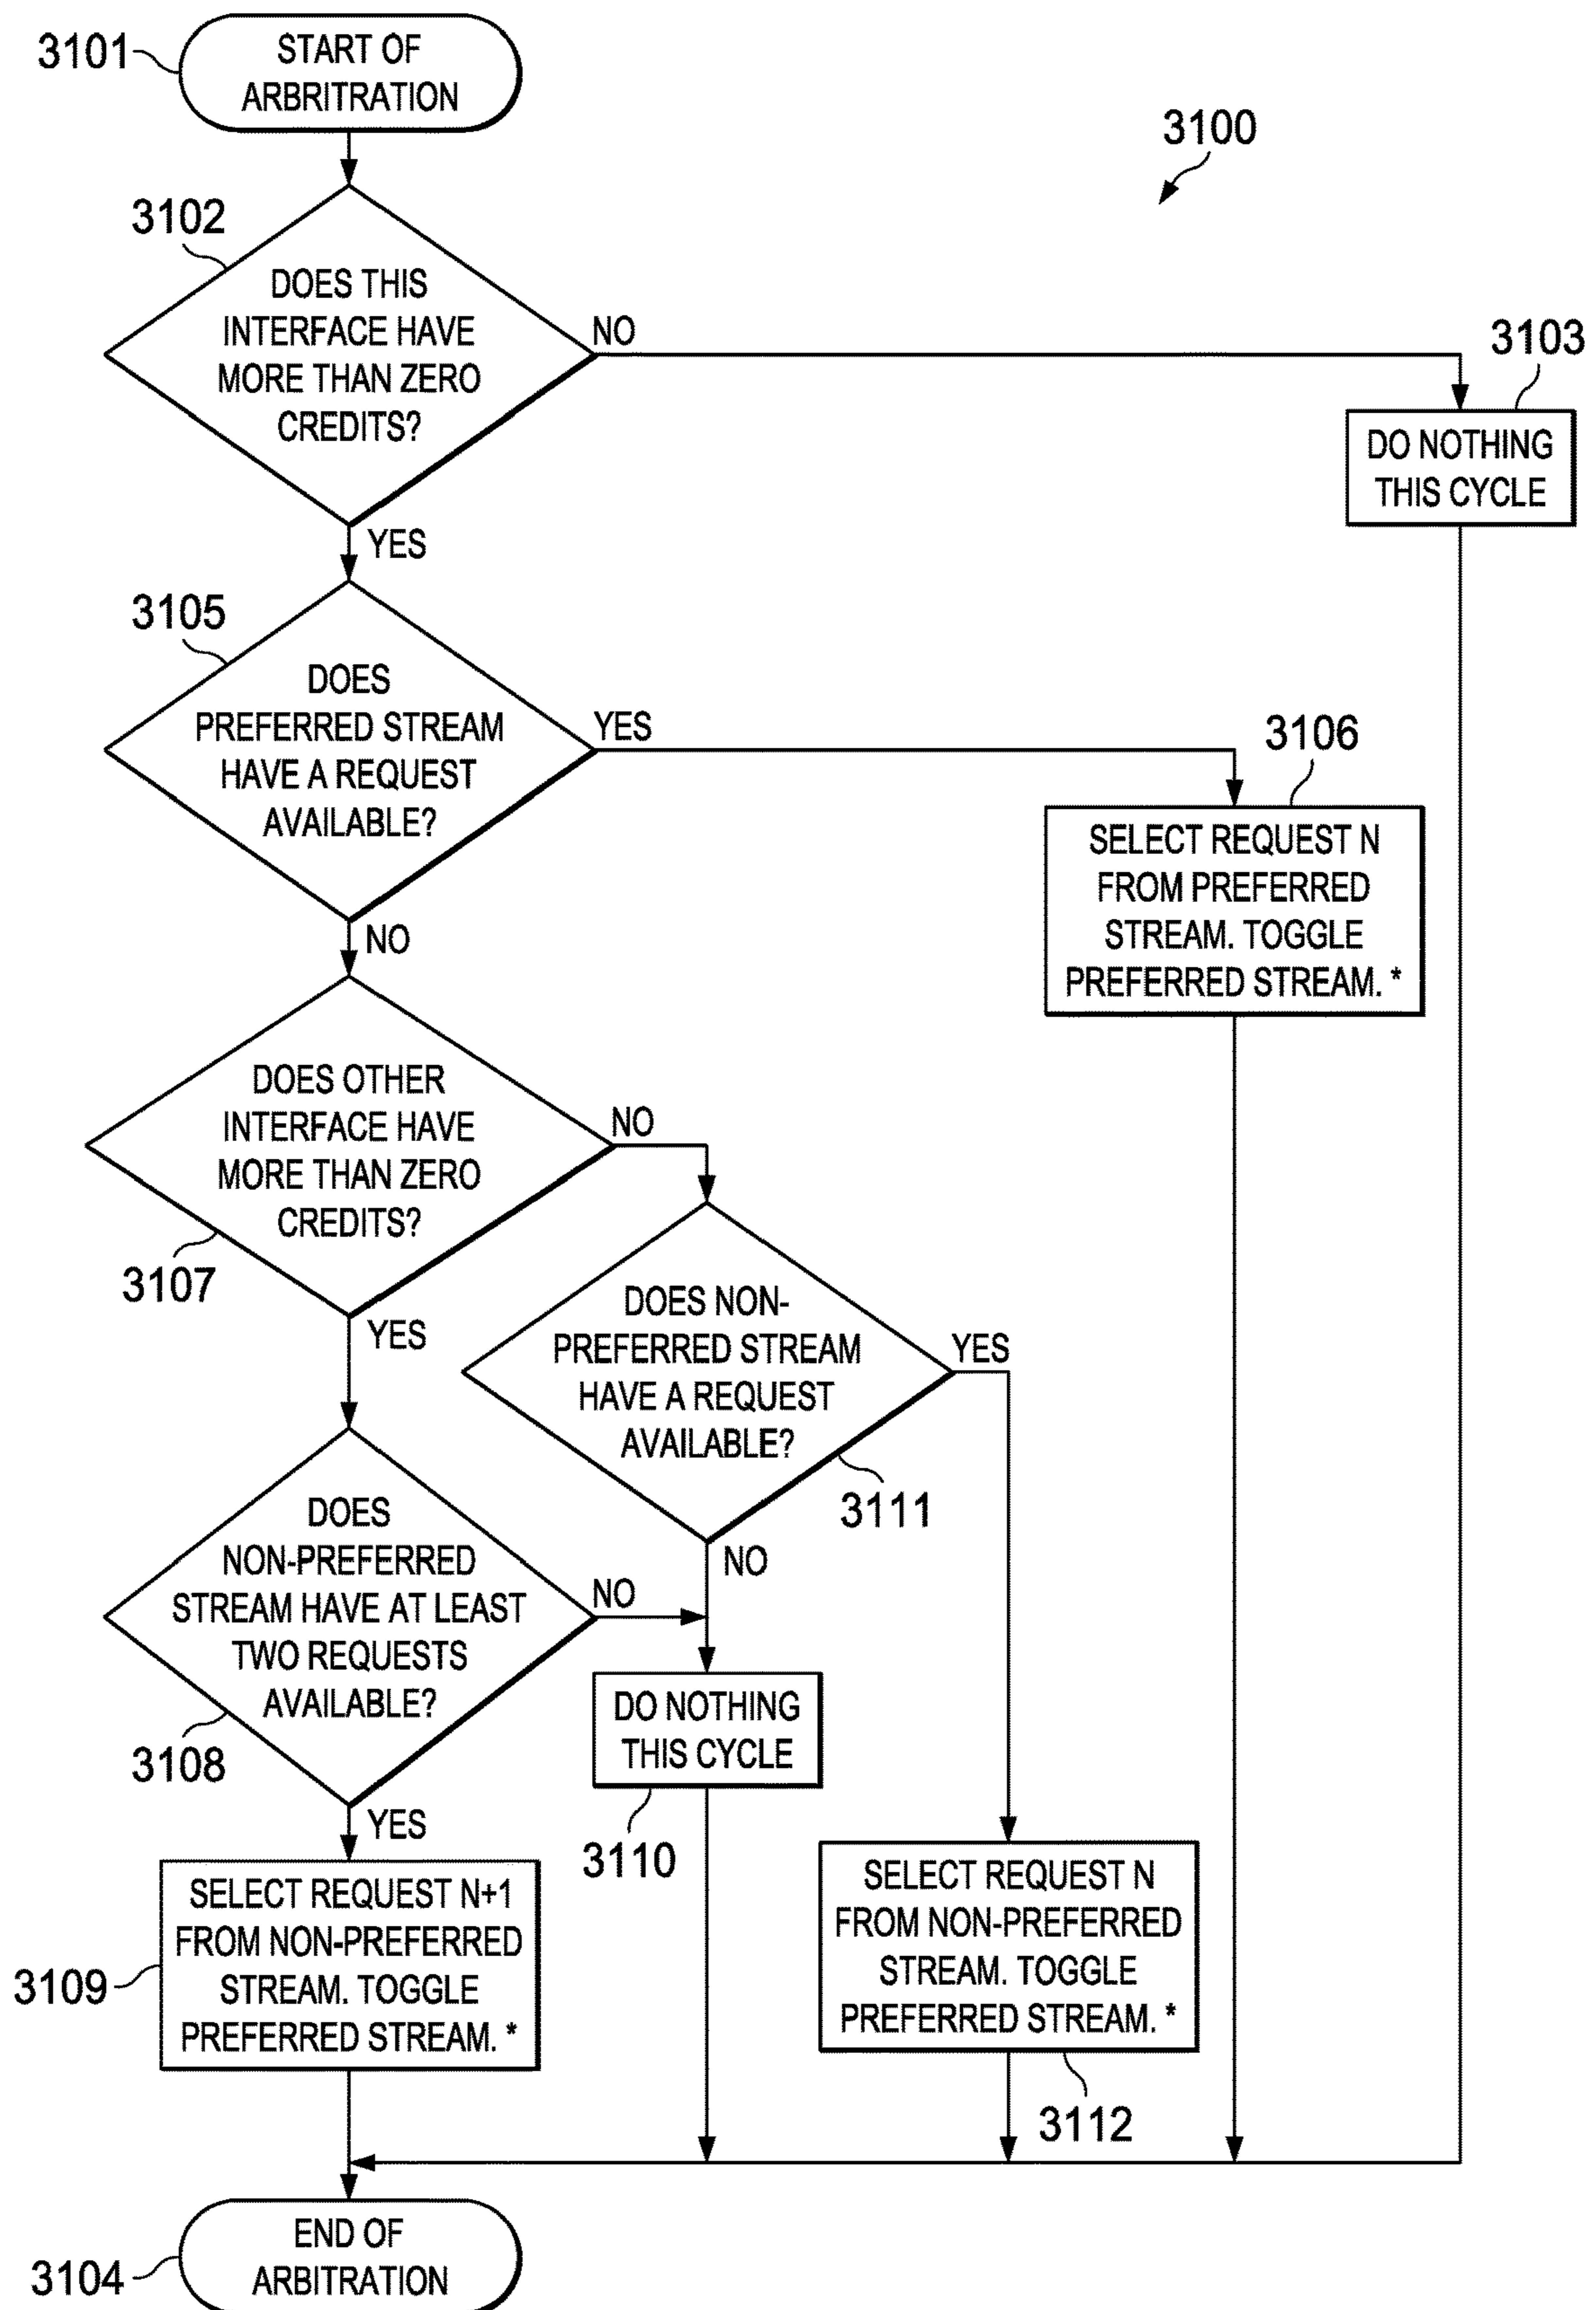 3101
START OF
ARBRITRATION
3100
3102
DOES THIS
INTERFACE HAVE
MORE THAN ZERO
CREDITS?
NO
3103
DO NOTHING
THIS CYCLE
YES
3105
DOES
PREFERRED STREAM
HAVE A REQUEST
AVAILABLE?
YES
3106
SELECT REQUEST N
FROM PREFERRED
STREAM. TOGGLE
PREFERRED STREAM. *
NO
DOES OTHER
INTERFACE HAVE
MORE THAN ZERO
CREDITS?
3107
NO
YES
DOES NON-
PREFERRED STREAM
HAVE A REQUEST
AVAILABLE?
YES
3111
NO
DOES
NON-PREFERRED
STREAM HAVE AT LEAST
TWO REQUESTS
AVAILABLE?
NO
3108
YES
DO NOTHING
THIS CYCLE
3110
SELECT REQUEST N+1
FROM NON-PREFERRED
STREAM. TOGGLE
PREFERRED STREAM. *
3109
SELECT REQUEST N
FROM NON-PREFERRED
STREAM. TOGGLE
PREFERRED STREAM. *
3112
END OF
ARBITRATION
3104